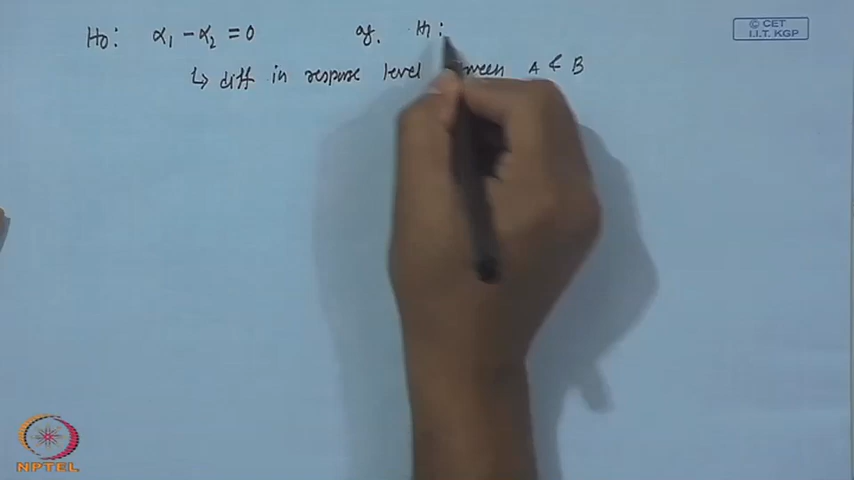 H₀: α₁ - α₂ = 0 ag. H₁:
↳ diff in response level between A & B
© CET
I.I.T. KGP
NPTEL